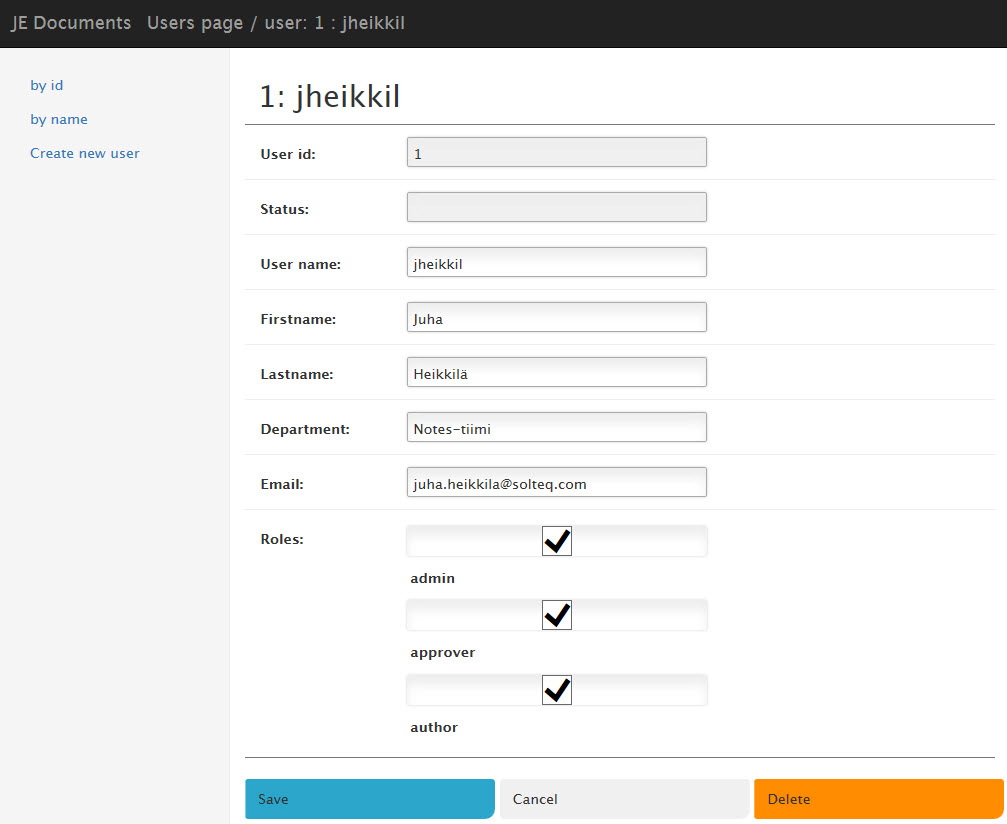 JE Documents Users page / user: 1 : jheikkil
by id
by name
Create new user
1: jheikkil
User id: 1
Status:
User name: jheikkil
Firstname: Juha
Lastname: Heikkilä
Department: Notes-tiimi
Email: juha.heikkila@solteq.com
Roles:
admin
approver
author
Save Cancel Delete